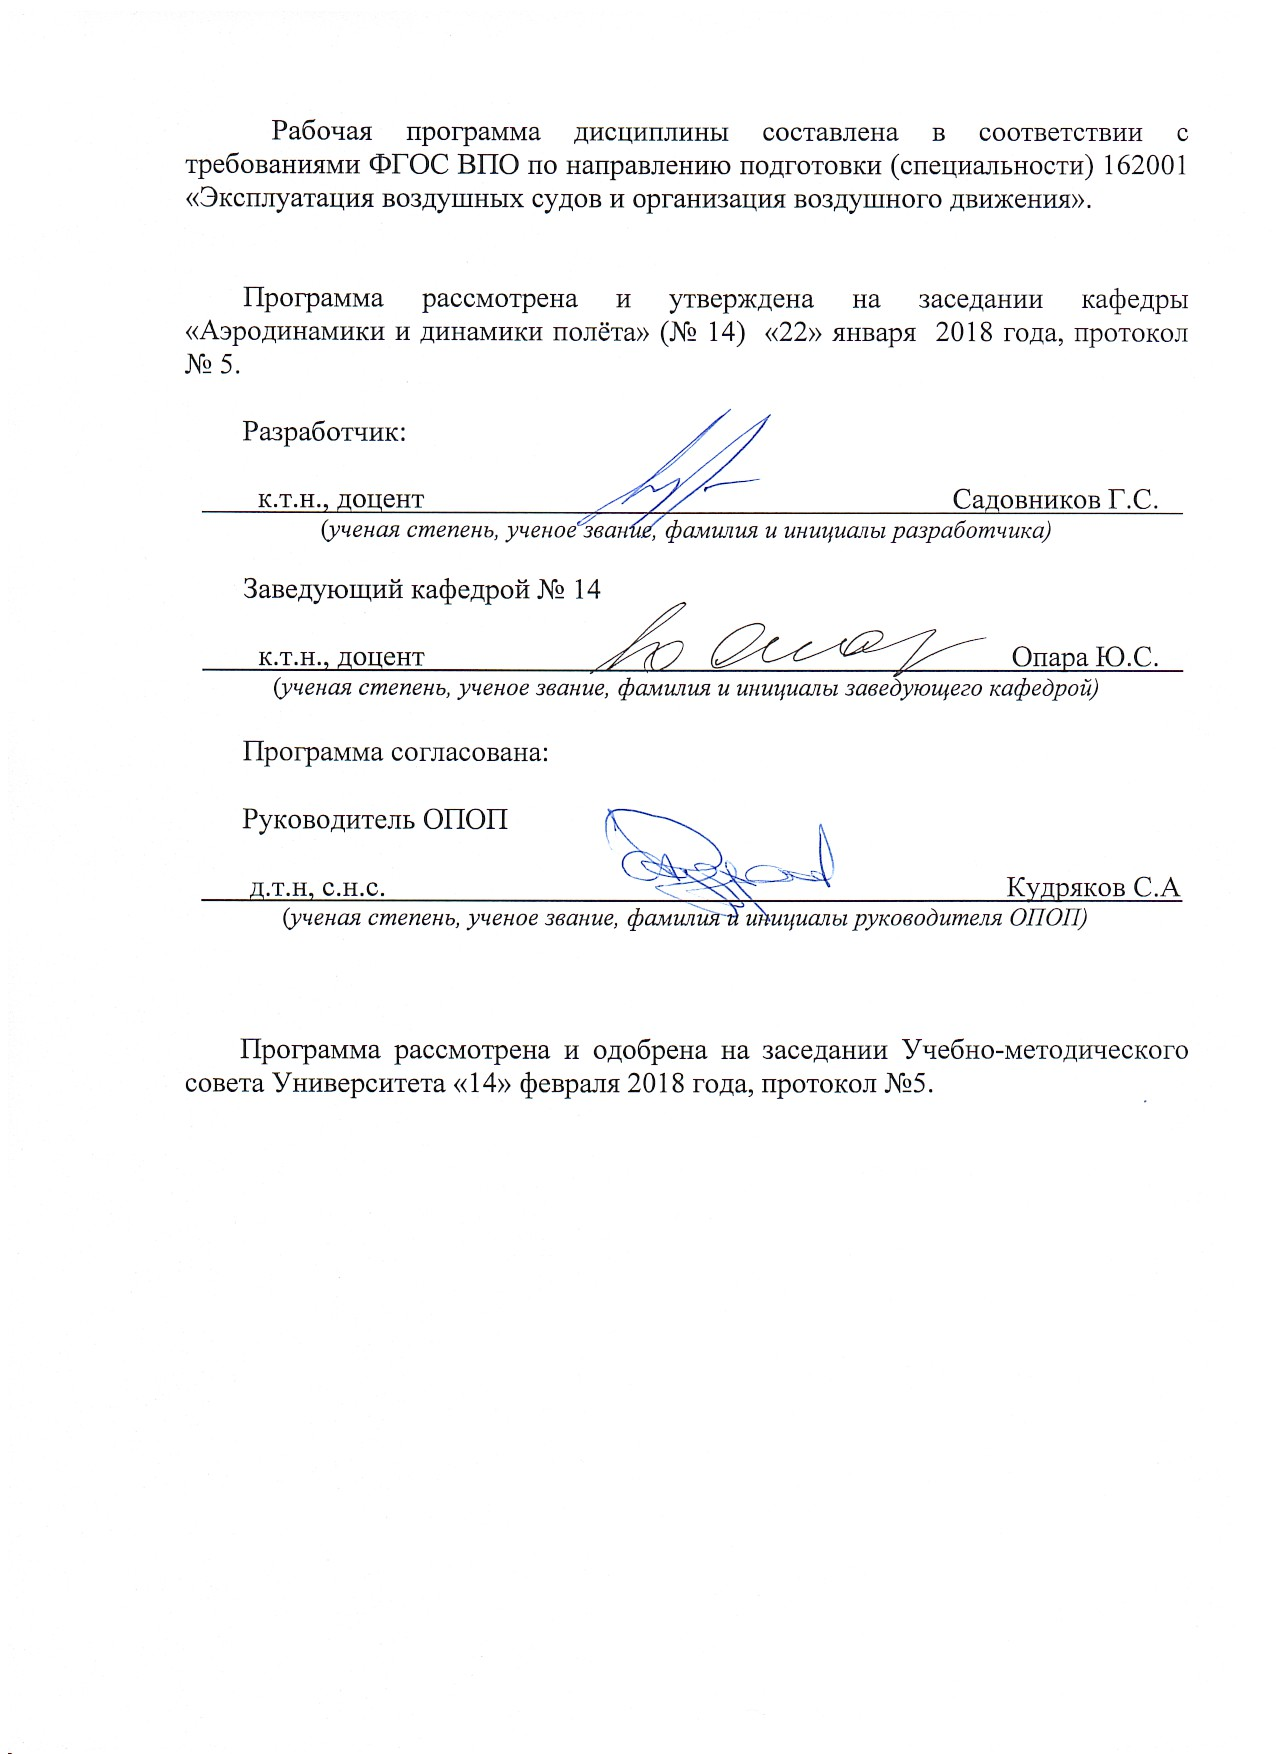 Рабочая программа дисциплины составлена в соответствии с
требованиями ФГОС ВПО по направлению подготовки (специальности) 162001
«Эксплуатация воздушных судов и организация воздушного движения».
Программа рассмотрена и утверждена на заседании кафедры
«Аэродинамики и динамики полёта» (№ 14) «22» января 2018 года, протокол
№ 5.
Разработчик:
к.т.н., доцент Садовников Г.С.
(ученая степень, ученое звание, фамилия и инициалы разработчика)
Заведующий кафедрой № 14
к.т.н., доцент Опара Ю.С.
(ученая степень, ученое звание, фамилия и инициалы заведующего кафедрой)
Программа согласована:
Руководитель ОПОП
д.т.н, с.н.с. Кудряков С.А
(ученая степень, ученое звание, фамилия и инициалы руководителя ОПОП)
Программа рассмотрена и одобрена на заседании Учебно-методического
совета Университета «14» февраля 2018 года, протокол №5.